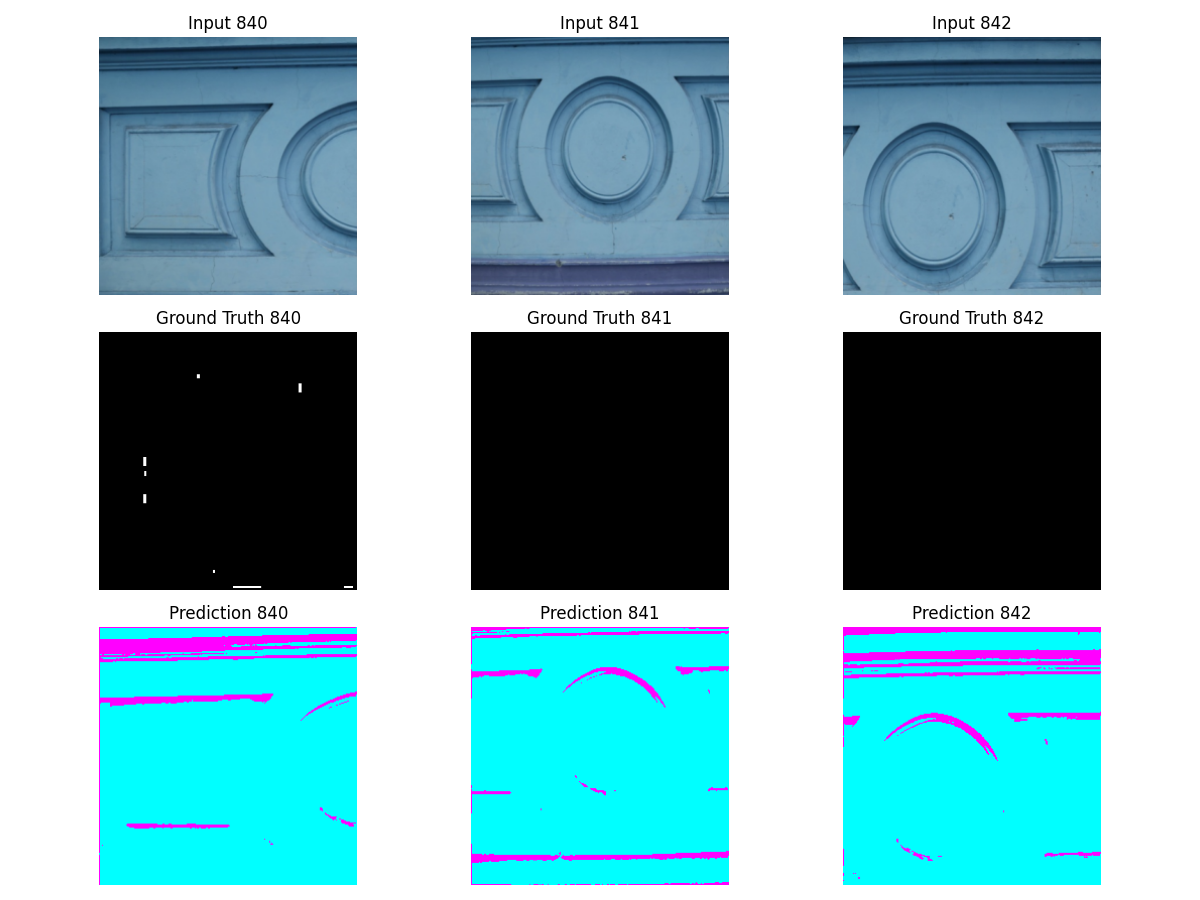 Input 840
Input 841
Input 842
Ground Truth 840
Ground Truth 841
Ground Truth 842
Prediction 840
Prediction 841
Prediction 842